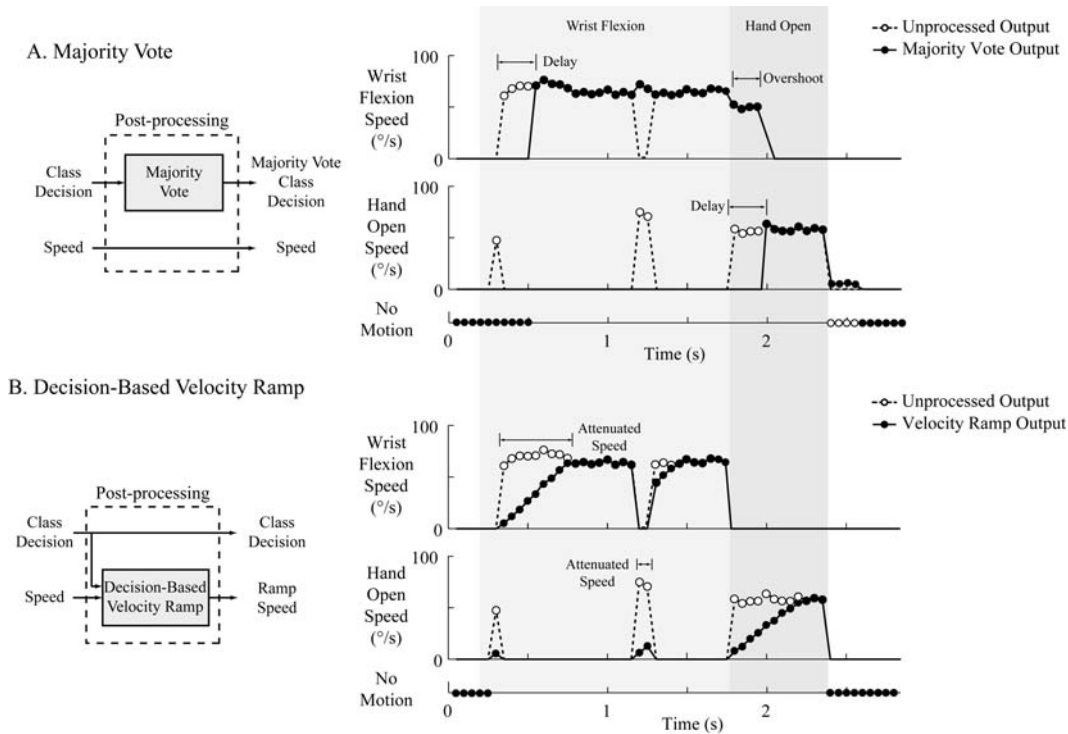 A. Majority Vote
Post-processing
Class
Decision
Majority
Vote
Majority Vote
Class
Decision
Speed
Speed
Wrist Flexion
Hand Open
Unprocessed Output
Majority Vote Output
Wrist
Flexion
Speed
(°/s)
100
0
Delay
Overshoot
Hand
Open
Speed
(°/s)
100
0
Delay
No
Motion
0
1
2
Time (s)
B. Decision-Based Velocity Ramp
Post-processing
Class
Decision
Class
Decision
Speed
Decision-Based
Velocity Ramp
Ramp
Speed
Unprocessed Output
Velocity Ramp Output
Wrist
Flexion
Speed
(°/s)
100
0
Attenuated
Speed
Hand
Open
Speed
(°/s)
100
0
Attenuated
Speed
No
Motion
0
1
2
Time (s)